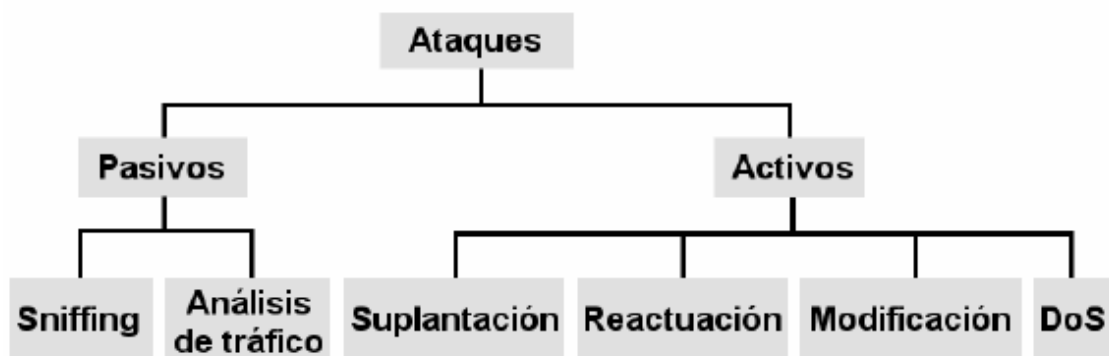 Ataques
Pasivos
Activos
Sniffing
Análisis
de tráfico
Suplantación
Reactuación
Modificación
DoS